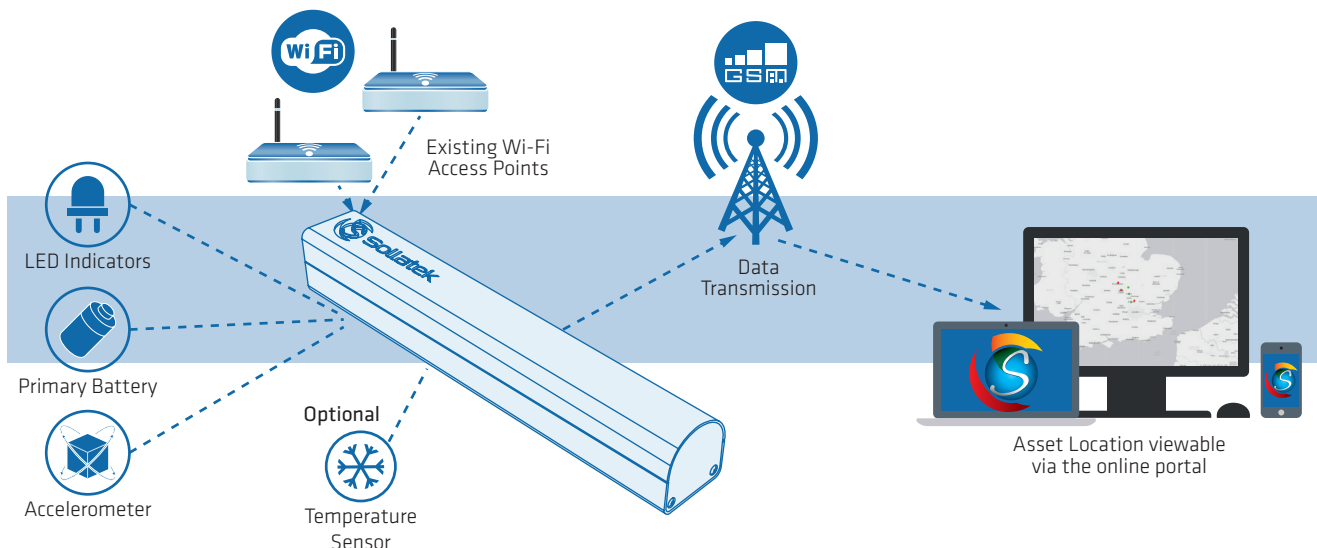 Wi Fi
GSM
Existing Wi-Fi
Access Points
sollatek
LED Indicators
Data
Transmission
Primary Battery
S
S
Optional
Asset Location viewable
via the online portal
Accelerometer
Temperature
Sensor